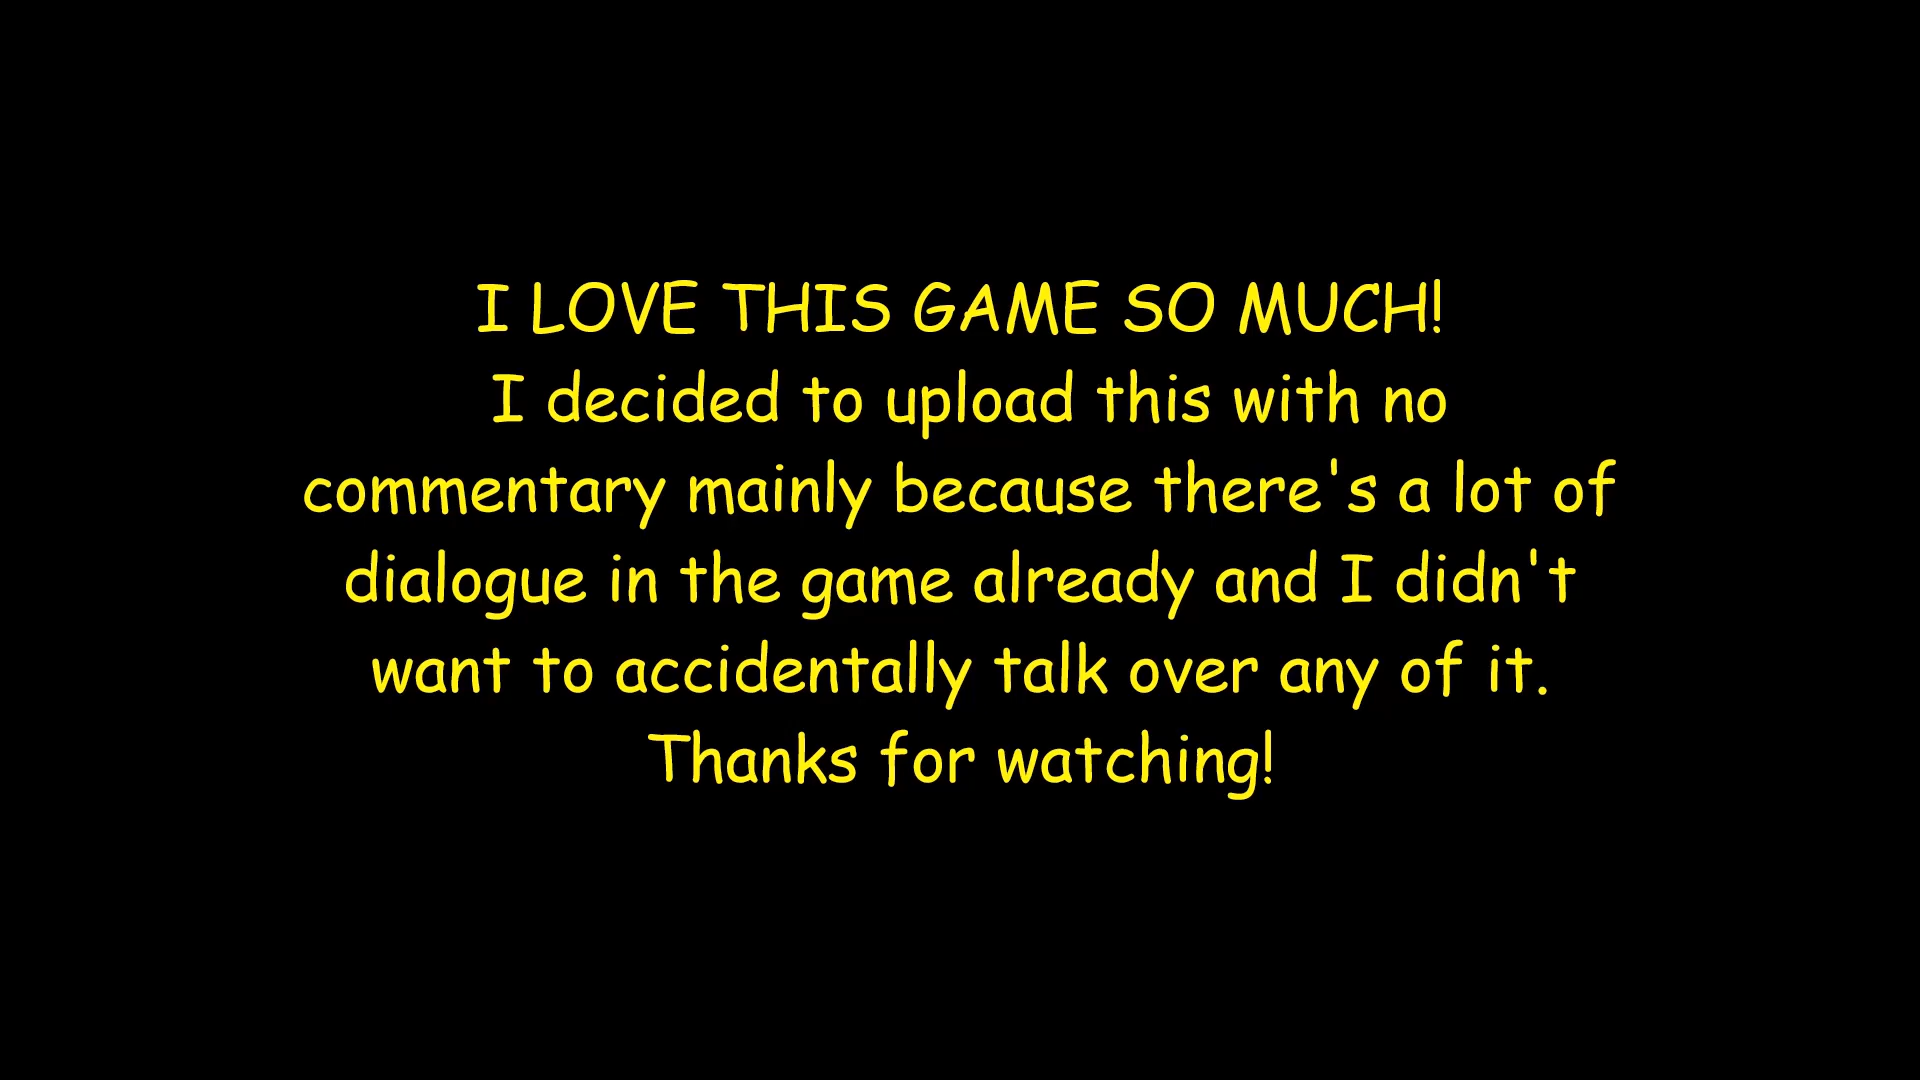 I LOVE THIS GAME SO MUCH!
I decided to upload this with no
commentary mainly because there's a lot of
dialogue in the game already and I didn't
want to accidentally talk over any of it.
Thanks for watching!